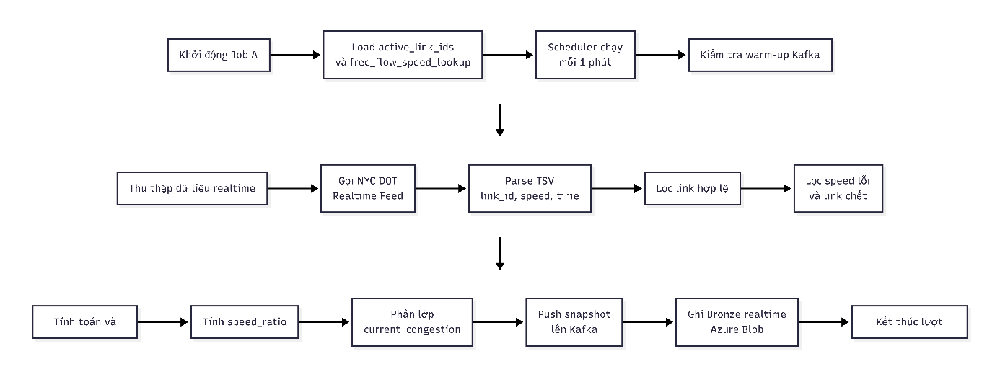 Khởi động Job A
Load active_link_ids
và free_flow_speed_lookup
Scheduler chạy
mỗi 1 phút
Kiểm tra warm-up Kafka
Thu thập dữ liệu realtime
Gọi NYC DOT
Realtime Feed
Parse TSV
link_id, speed, time
Lọc link hợp lệ
Lọc speed lỗi
và link chết
Tính toán và
Tính speed_ratio
Phân lớp
current_congestion
Push snapshot
lên Kafka
Ghi Bronze realtime
Azure Blob
Kết thúc lượt